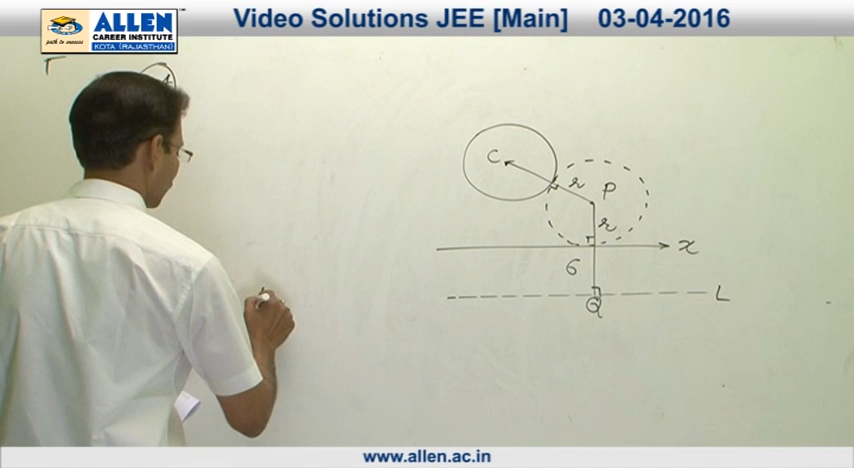 Video Solutions JEE [Main] 03-04-2016
ALLEN
CAREER INSTITUTE
KOTA (RAJASTHAN)
path to success
C
r
P
r
x
6
L
Q
www.allen.ac.in